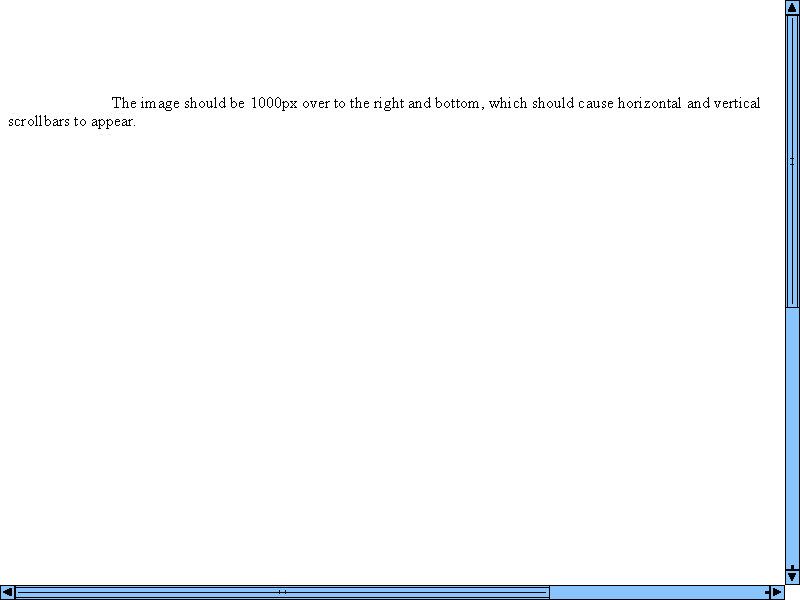 The image should be 1000px over to the right and bottom, which should cause horizontal and vertical
scrollbars to appear.